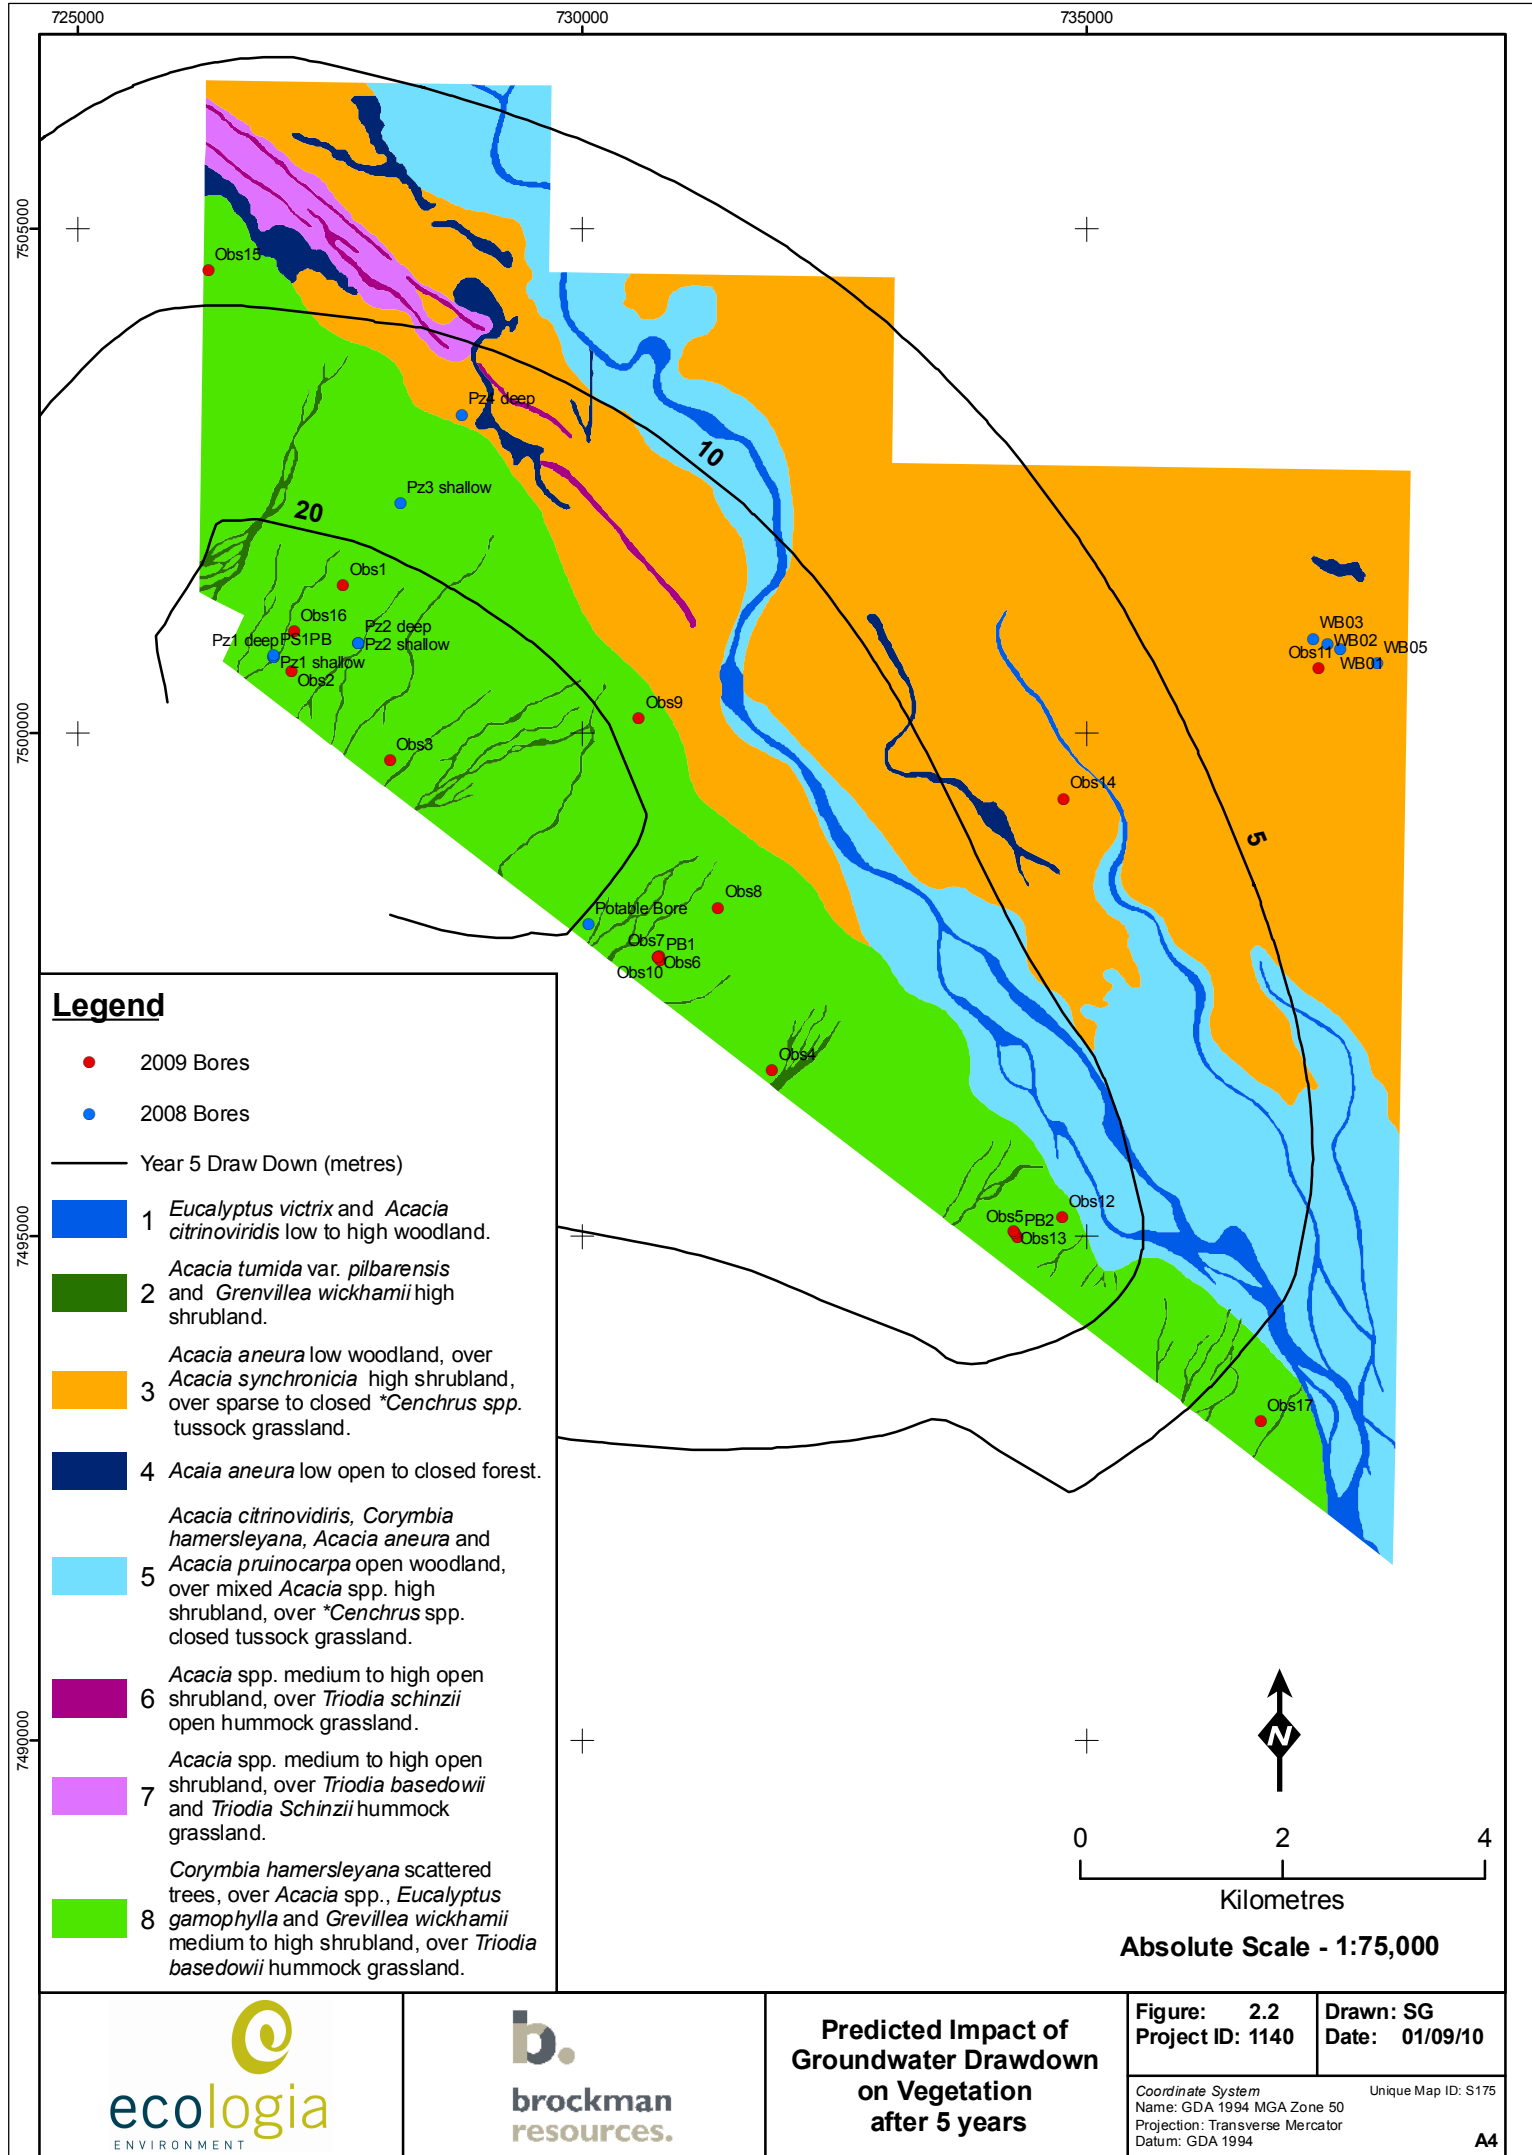 725000
730000
735000
7505000
7500000
7495000
7490000
Obs15
Pz4 deep
10
Pz3 shallow
20
Obs1
Obs16
Pz2 deep
Pz1 deep
PS1PB
Pz2 shallow
Pz1 shallow
Obs2
Obs9
Obs3
WB03
WB02
WB05
Obs11
WB01
Obs14
5
Obs8
Potable Bore
Obs7
PB1
Obs6
Obs10
Obs4
Obs12
Obs5
PB2
Obs13
Obs17
Legend
2009 Bores
2008 Bores
Year 5 Draw Down (metres)
1
Eucalyptus victrix and Acacia
citrinoviridis low to high woodland.
2
Acacia tumida var. pilbarensis
and Grenvillea wickhamii high
shrubland.
3
Acacia aneura low woodland, over
Acacia synchronicia high shrubland,
over sparse to closed *Cenchrus spp.
tussock grassland.
4
Acaia aneura low open to closed forest.
5
Acacia citrinovidiris, Corymbia
hamersleyana, Acacia aneura and
Acacia pruinocarpa open woodland,
over mixed Acacia spp. high
shrubland, over *Cenchrus spp.
closed tussock grassland.
6
Acacia spp. medium to high open
shrubland, over Triodia schinzii
open hummock grassland.
7
Acacia spp. medium to high open
shrubland, over Triodia basedowii
and Triodia Schinzii hummock
grassland.
8
Corymbia hamersleyana scattered
trees, over Acacia spp., Eucalyptus
gamophylla and Grevillea wickhamii
medium to high shrubland, over Triodia
basedowii hummock grassland.
N
0 2 4
Kilometres
Absolute Scale - 1:75,000
ecologia
ENVIRONMENT
b.
brockman
resources.
Predicted Impact of
Groundwater Drawdown
on Vegetation
after 5 years
Figure: 2.2
Project ID: 1140
Drawn: SG
Date: 01/09/10
Coordinate System
Name: GDA 1994 MGA Zone 50
Projection: Transverse Mercator
Datum: GDA 1994
Unique Map ID: S175
A4